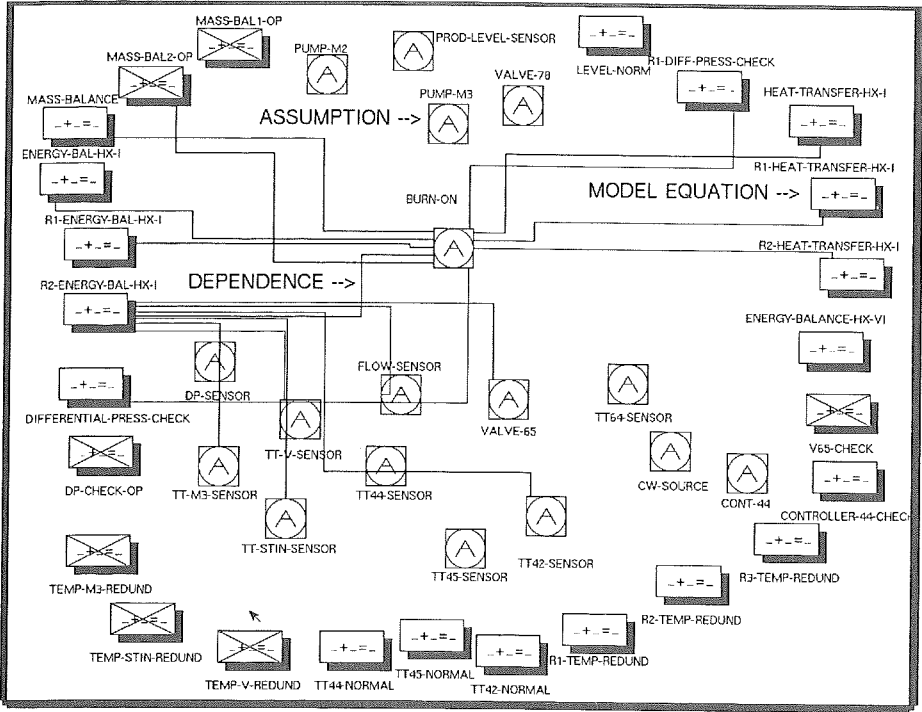 MASS-BAL1-OP
_+_=_
MASS-BAL2-OP
_+_=_
PUMP-M2
A
A
PROD-LEVEL-SENSOR
_+_=_
LEVEL-NORM
R1-DIFF-PRESS-CHECK
_+_=_
MASS-BALANCE
_+_=_
ASSUMPTION -->
PUMP-M3
A
VALVE-78
A
HEAT-TRANSFER-HX-I
_+_=_
ENERGY-BAL-HX-I
_+_=_
BURN-ON
A
MODEL EQUATION -->
R1-HEAT-TRANSFER-HX-I
_+_=_
R1-ENERGY-BAL-HX-I
_+_=_
R2-HEAT-TRANSFER-HX-I
_+_=_
DEPENDENCE -->
R2-ENERGY-BAL-HX-I
_+_=_
ENERGY-BALANCE-HX-VI
_+_=_
A
DP-SENSOR
FLOW-SENSOR
A
A
VALVE-65
A
TT64-SENSOR
_+_=_
DIFFERENTIAL-PRESS-CHECK
A
TT-V-SENSOR
_+_=_
V65-CHECK
_+_=_
DP-CHECK-OP
A
TT-M3-SENSOR
A
TT44-SENSOR
A
CW-SOURCE
A
CONT-44
_+_=_
CONTROLLER-44-CHEC
A
TT-STIN-SENSOR
A
TT42-SENSOR
A
TT45-SENSOR
_+_=_
TEMP-M3-REDUND
_+_=_
R3-TEMP-REDUND
_+_=_
R2-TEMP-REDUND
_+_=_
TEMP-STIN-REDUND
_+_=_
TEMP-V-REDUND
_+_=_
TT44-NORMAL
_+_=_
TT45-NORMAL
_+_=_
TT42-NORMAL
_+_=_
R1-TEMP-REDUND